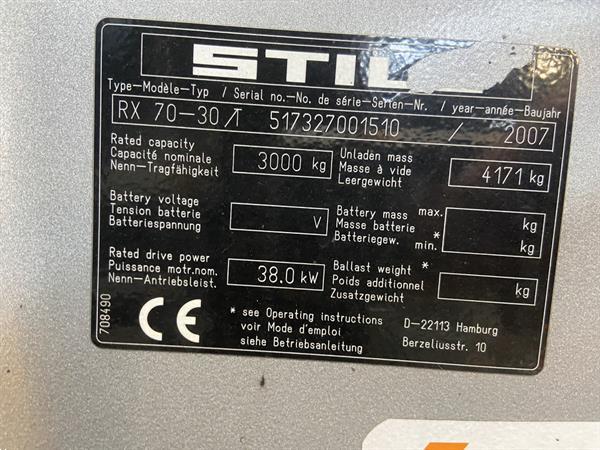 STILL
Type-Modèle-Typ / Serial no.-No. de série-Serien-Nr. / year-année-Baujahr
RX 70-30/T 517327001510 / 2007
Rated capacity
Capacité nominale
Nenn-Tragfähigkeit
3000 kg
Unladen mass
Masse à vide
Leergewicht
4171 kg
Battery voltage
Tension batterie
Batteriespannung
V
Battery mass max.
Masse batterie *
Batteriegew. min.
kg
kg
Rated drive power
Puissance motr.nom.
Nenn-Antriebsleist.
38.0 kW
Ballast weight *
Poids additionnel
Zusatzgewicht
kg
708490
CE
* see Operating instructions
voir Mode d'emploi
siehe Betriebsanleitung
D-22113 Hamburg
Berzeliusstr. 10